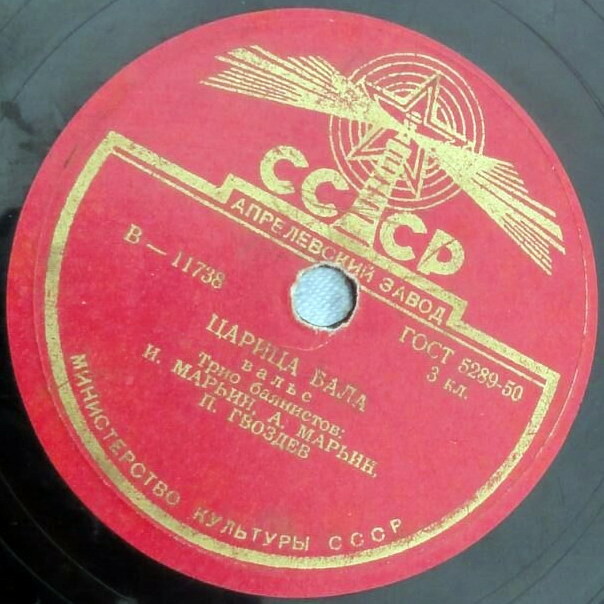 СССР
АПРЕЛЕВСКИЙ ЗАВОД
В — 11738
ГОСТ 5289-50
3 кл.
ЦАРИЦА БАЛА
вальс
Трио баянистов:
И. МАРЬИН, А. МАРЬИН,
П. ГВОЗДЕВ
МИНИСТЕРСТВО КУЛЬТУРЫ СССР